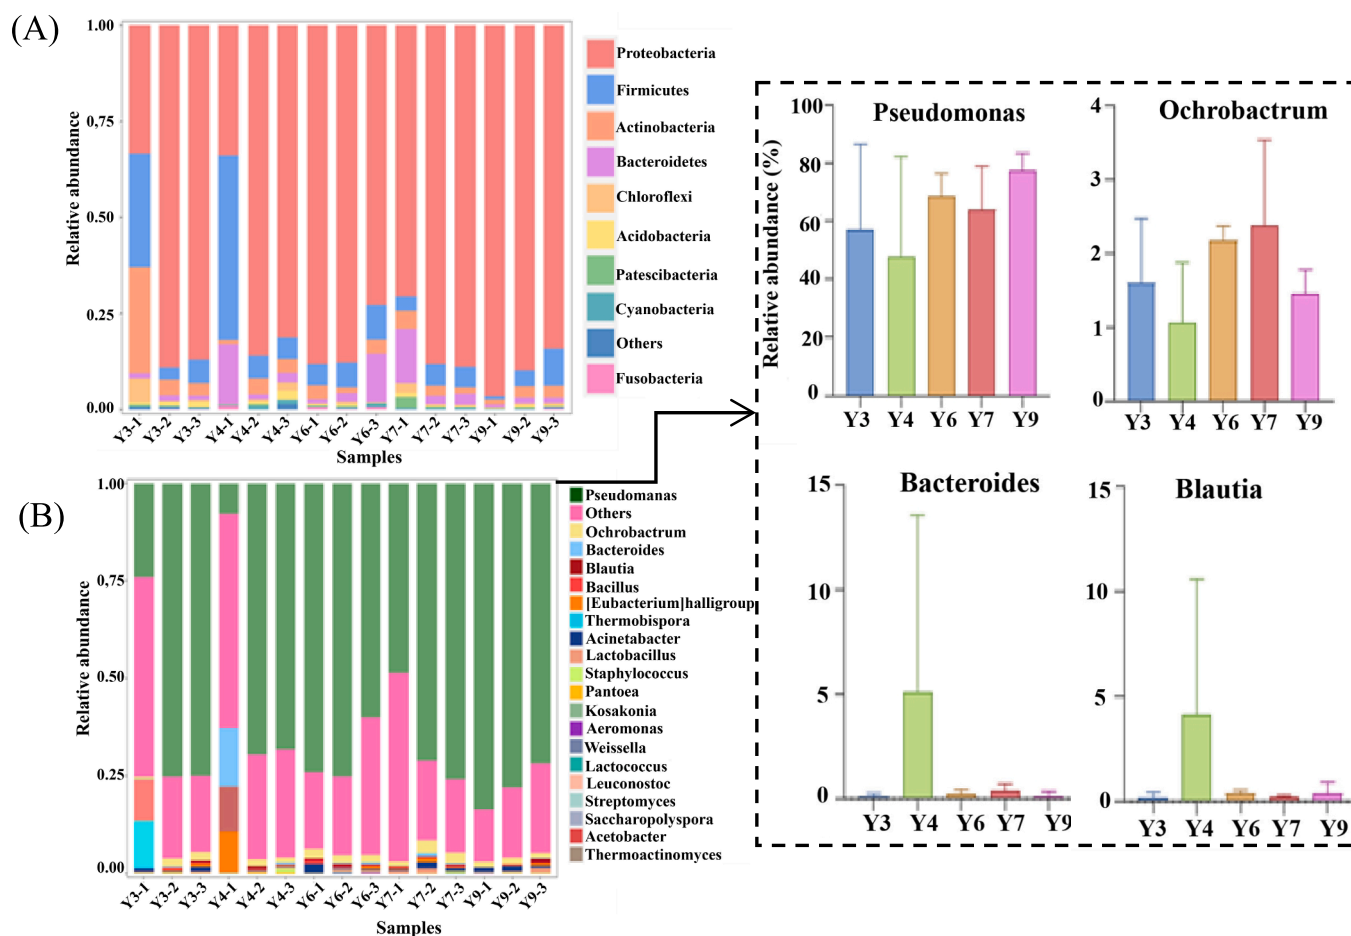 (A)
1.00
0.75
0.50
0.25
0.00
Relative abundance
Y3-1
Y3-2
Y3-3
Y4-1
Y4-2
Y4-3
Y6-1
Y6-2
Y6-3
Y7-1
Y7-2
Y7-3
Y9-1
Y9-2
Y9-3
Samples
Proteobacteria
Firmicutes
Actinobacteria
Bacteroidetes
Chloroflexi
Acidobacteria
Patescibacteria
Cyanobacteria
Others
Fusobacteria
(B)
1.00
0.75
0.50
0.25
0.00
Relative abundance
Y3-1
Y3-2
Y3-3
Y4-1
Y4-2
Y4-3
Y6-1
Y6-2
Y6-3
Y7-1
Y7-2
Y7-3
Y9-1
Y9-2
Y9-3
Samples
Pseudomanas
Others
Ochrobactrum
Bacteroides
Blautia
Bacillus
[Eubacterium]halligroup
Thermobispora
Acinetabacter
Lactobacillus
Staphylococcus
Pantoea
Kosakonia
Aeromonas
Weissella
Lactococcus
Leuconostoc
Streptomyces
Saccharopolyspora
Acetobacter
Thermoactinomyces
Pseudomonas
Relative abundance (%)
100
80
60
40
20
0
Y3 Y4 Y6 Y7 Y9
Ochrobactrum
4
3
2
1
0
Y3 Y4 Y6 Y7 Y9
Bacteroides
15
10
5
0
Y3 Y4 Y6 Y7 Y9
Blautia
15
10
5
0
Y3 Y4 Y6 Y7 Y9